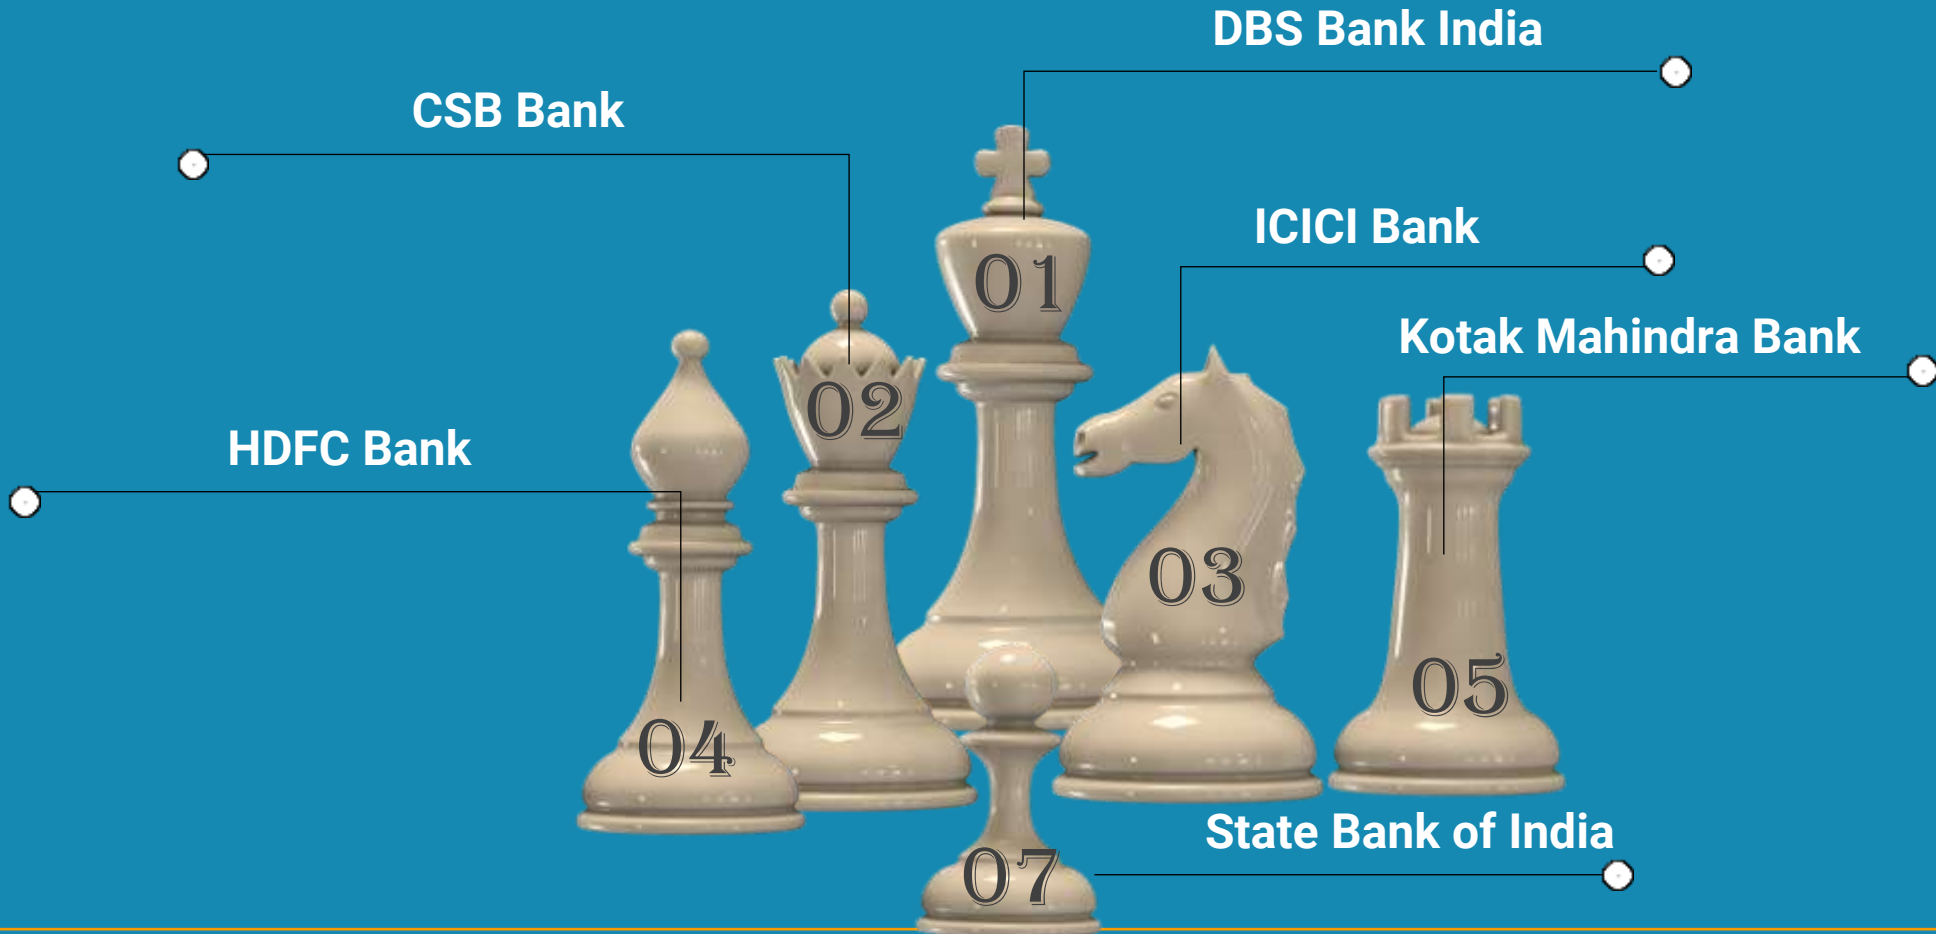 DBS Bank India
CSB Bank
ICICI Bank
01
Kotak Mahindra Bank
02
HDFC Bank
03
05
04
State Bank of India
07